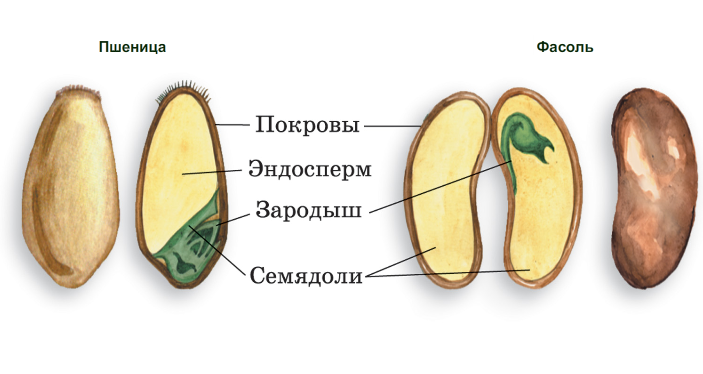 Пшеница
Фасоль
Покровы
Эндосперм
Зародыш
Семядоли